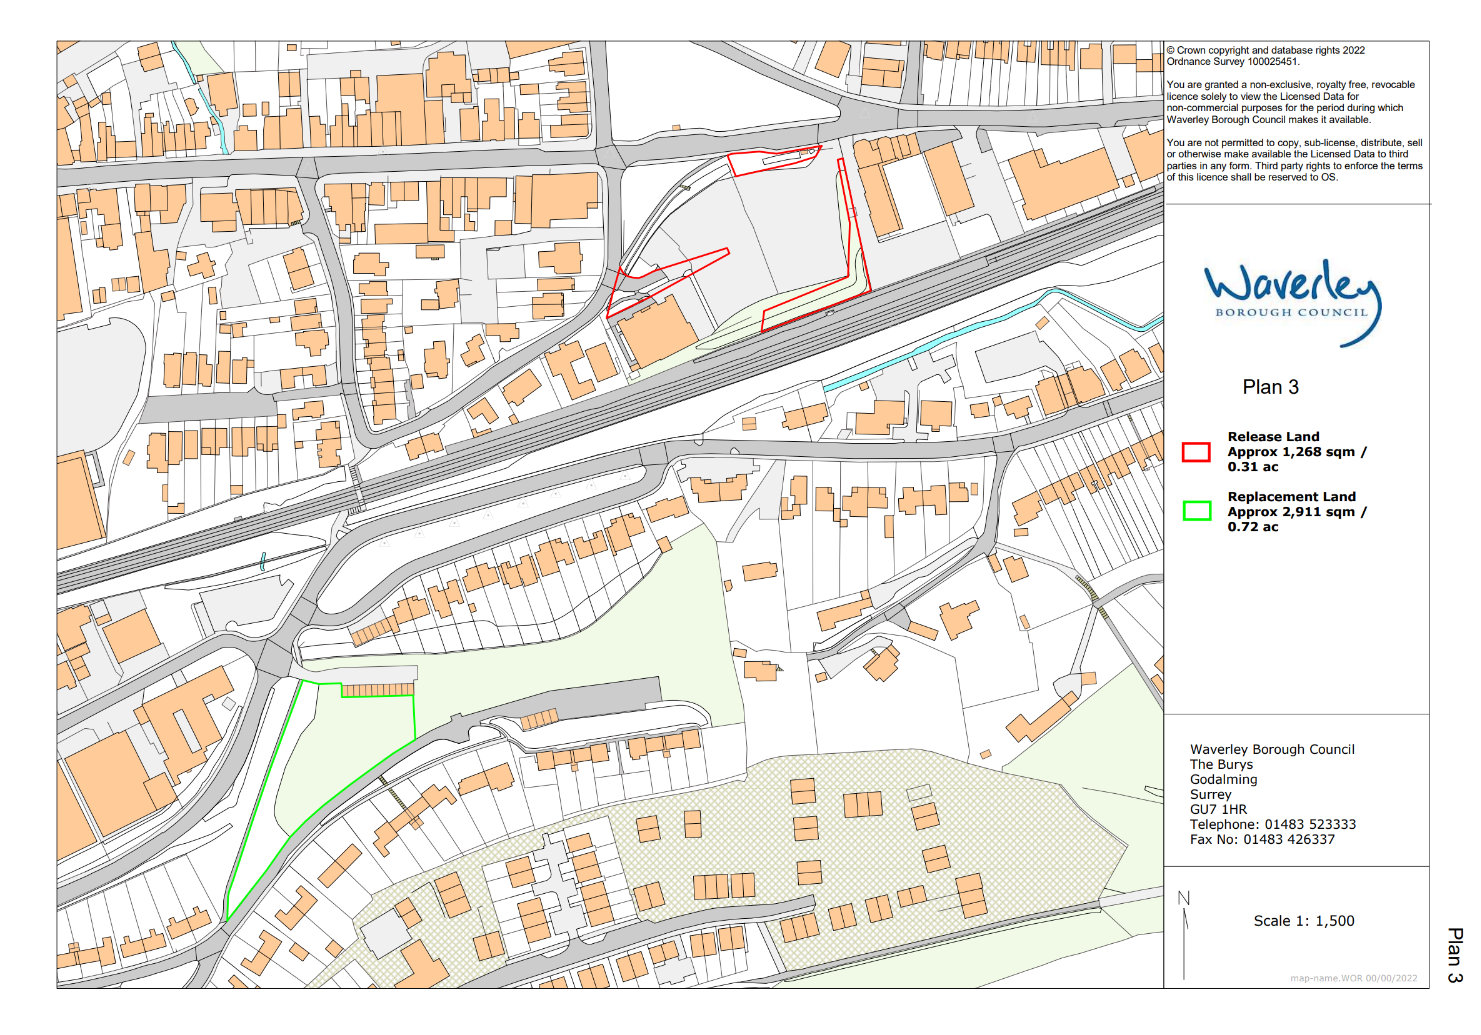 © Crown copyright and database rights 2022
Ordnance Survey 100025451.
You are granted a non-exclusive, royalty free, revocable
licence solely to view the Licensed Data for
non-commercial purposes for the period during which
Waverley Borough Council makes it available.
You are not permitted to copy, sub-license, distribute, sell
or otherwise make available the Licensed Data to third
parties in any form. Third party rights to enforce the terms
of this licence shall be reserved to OS.
Waverley
BOROUGH COUNCIL
Plan 3
Release Land
Approx 1,268 sqm /
0.31 ac
Replacement Land
Approx 2,911 sqm /
0.72 ac
Waverley Borough Council
The Burys
Godalming
Surrey
GU7 1HR
Telephone: 01483 523333
Fax No: 01483 426337
N
Scale 1: 1,500
map-name.WOR 00/00/2022
Plan 3